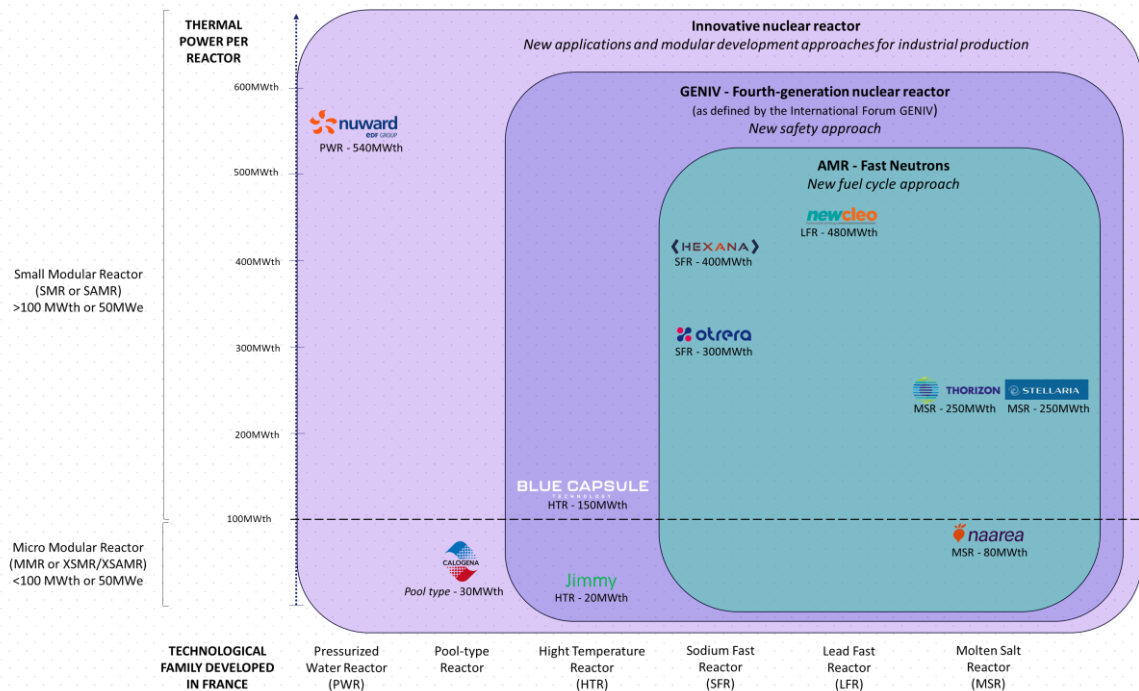 THERMAL
POWER PER
REACTOR
Innovative nuclear reactor
New applications and modular development approaches for industrial production
GENIV - Fourth-generation nuclear reactor
(as defined by the International Forum GENIV)
New safety approach
AMR - Fast Neutrons
New fuel cycle approach
600MWth
500MWth
400MWth
300MWth
200MWth
100MWth
nuward
EDF GROUP
PWR - 540MWth
newcleo
LFR - 480MWth
HEXANA
SFR - 400MWth
otrera
SFR - 300MWth
THORIZON
MSR - 250MWth
STELLARIA
MSR - 250MWth
BLUE CAPSULE
TECHNOLOGY
HTR - 150MWth
naarea
MSR - 80MWth
CALOGENA
Pool type - 30MWth
Jimmy
HTR - 20MWth
Small Modular Reactor
(SMR or SAMR)
>100 MWth or 50MWe
Micro Modular Reactor
(MMR or XSMR/XSAMR)
<100 MWth or 50MWe
TECHNOLOGICAL
FAMILY DEVELOPED
IN FRANCE
Pressurized
Water Reactor
(PWR)
Pool-type
Reactor
Hight Temperature
Reactor
(HTR)
Sodium Fast
Reactor
(SFR)
Lead Fast
Reactor
(LFR)
Molten Salt
Reactor
(MSR)